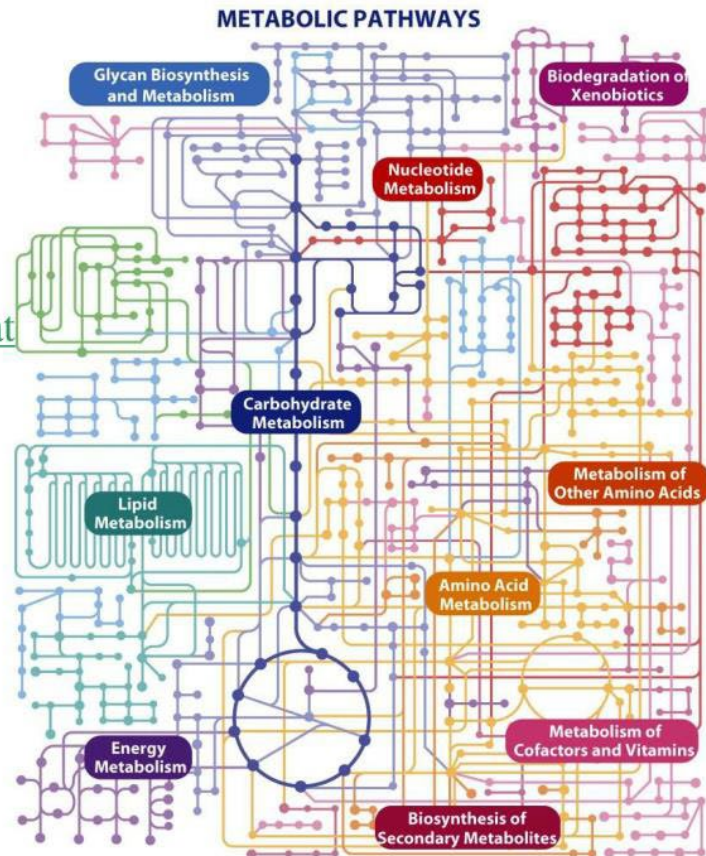 METABOLIC PATHWAYS
Glycan Biosynthesis
and Metabolism
Biodegradation of
Xenobiotics
Nucleotide
Metabolism
at
Carbohydrate
Metabolism
Metabolism of
Other Amino Acids
Lipid
Metabolism
Amino Acid
Metabolism
Metabolism of
Cofactors and Vitamins
Energy
Metabolism
Biosynthesis of
Secondary Metabolites